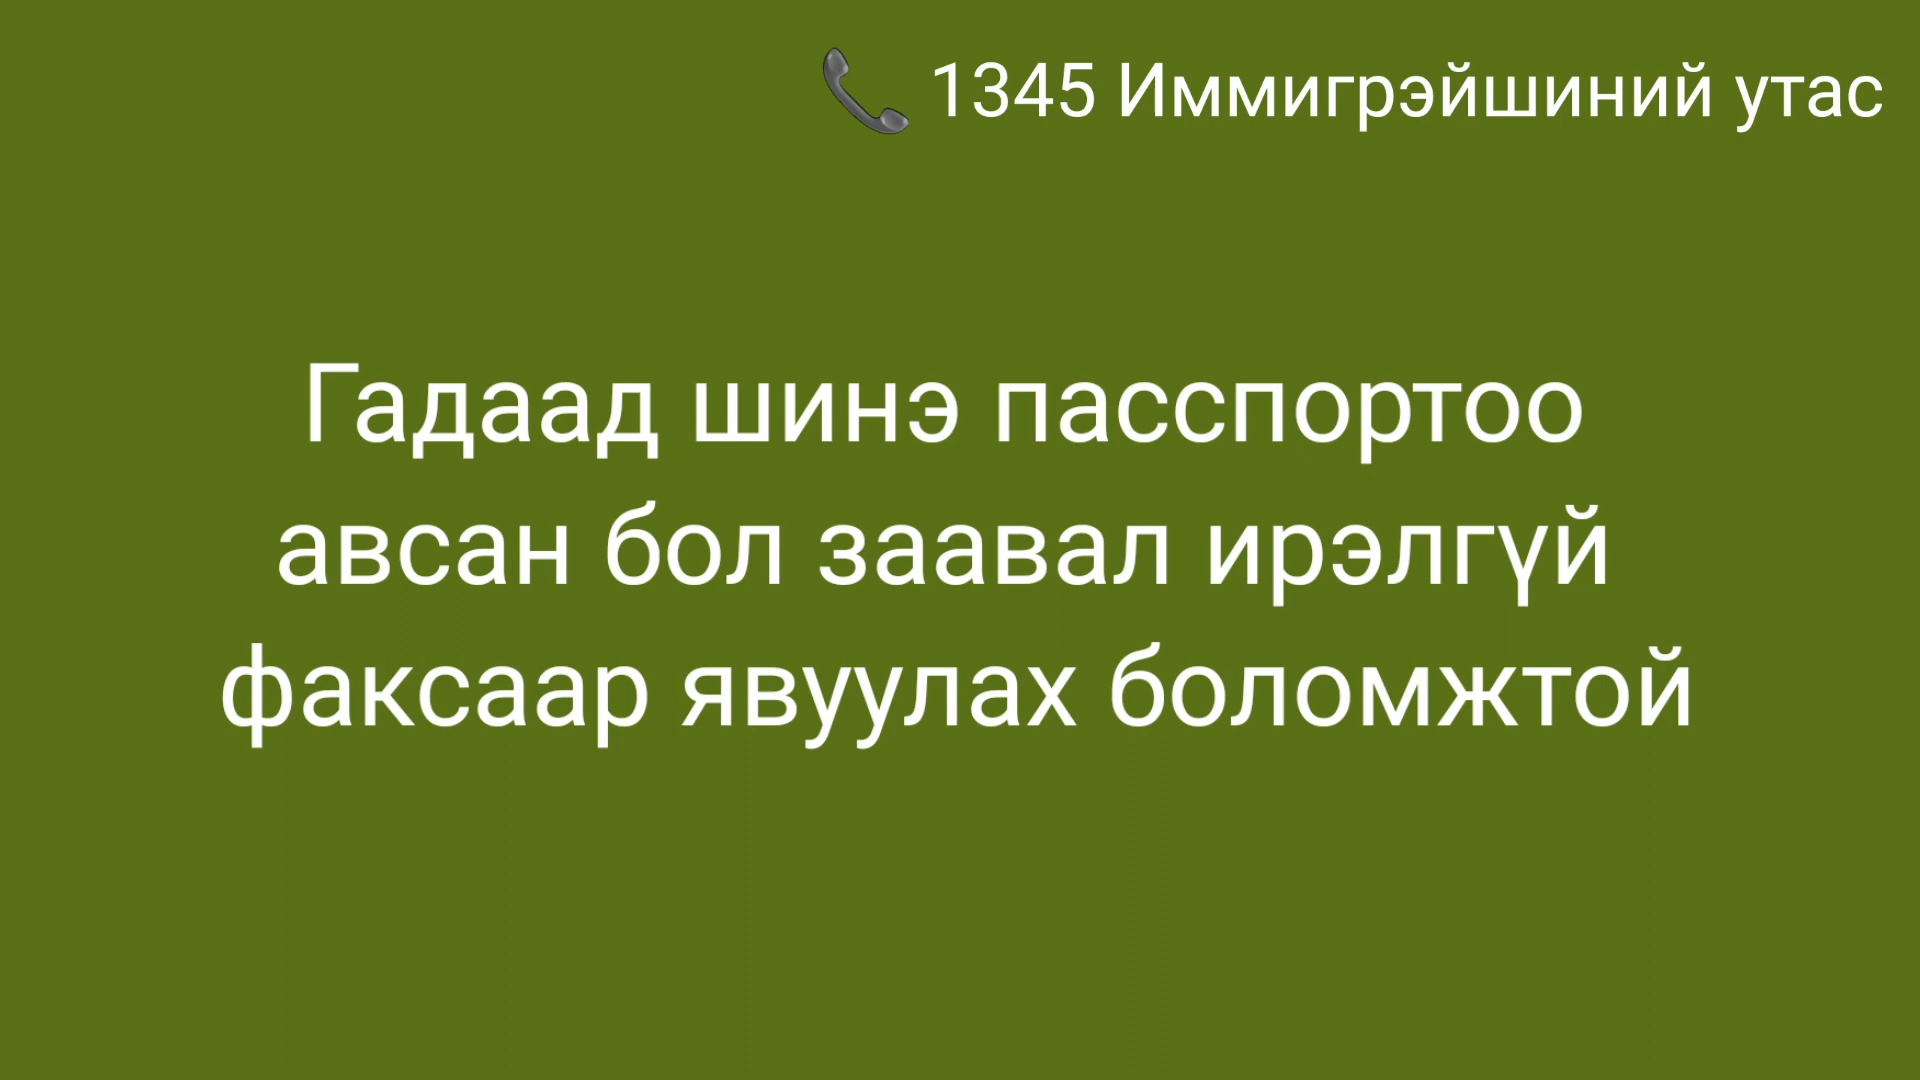 📞 1345 Иммигрэйшиний утас
Гадаад шинэ пасспортоо
авсан бол заавал ирэлгүй
факсаар явуулах боломжтой